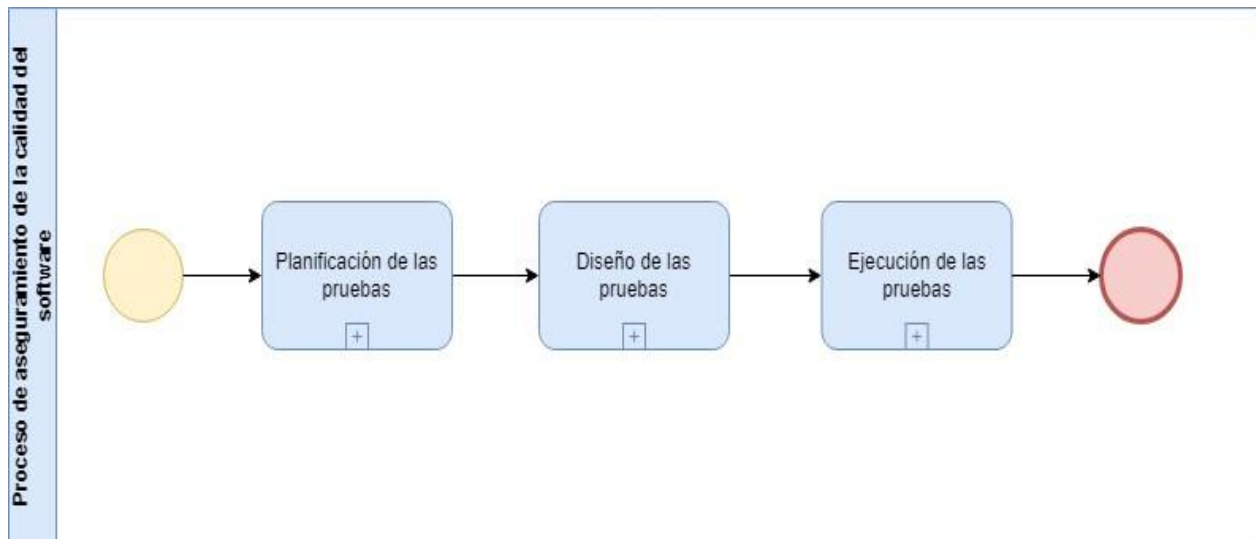 Proceso de aseguramiento de la calidad del
software
Planificación de las
pruebas
Diseño de las
pruebas
Ejecución de las
pruebas